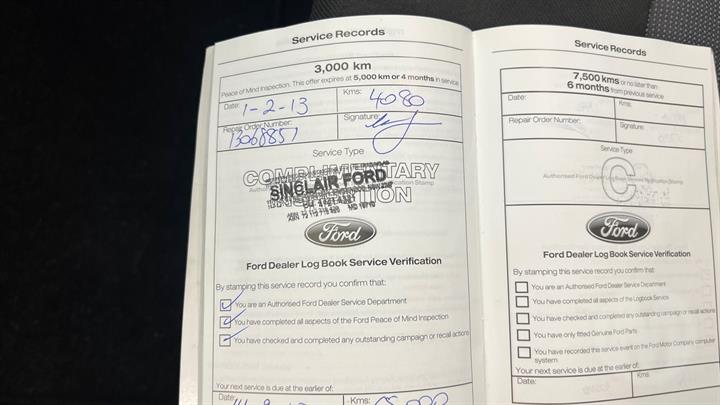 Service Records
3,000 km
Peace of Mind Inspection. This offer expires at 5,000 km or 4 months in service
Date: 1-2-13
Kms: 4080
Repair Order Number:
13068851
Signature:
Service Type
COMPLIMENTARY
INSPECTION
SINCLAIR FORD
Ford
Ford Dealer Log Book Service Verification
By stamping this service record you confirm that:
You are an Authorised Ford Dealer Service Department
You have completed all aspects of the Ford Peace of Mind Inspection
You have checked and completed any outstanding campaign or recall actions
Your next service is due at the earlier of:
Date:
Kms: 15,000
Service Records
7,500 kms or no later than
6 months from previous service
Date:
Kms:
Repair Order Number:
Signature:
Service Type
Authorised Ford Dealer Log Book Service Verification Stamp
C
Ford
Ford Dealer Log Book Service Verification
By stamping this service record you confirm that:
You are an Authorised Ford Dealer Service Department
You have completed all aspects of the Logbook Service
You have checked and completed any outstanding campaign or recall actions
You have only fitted Genuine Ford Parts
You have recorded this service event on the Ford Motor Company computer
system
Your next service is due at the earlier of:
Date:
Kms: